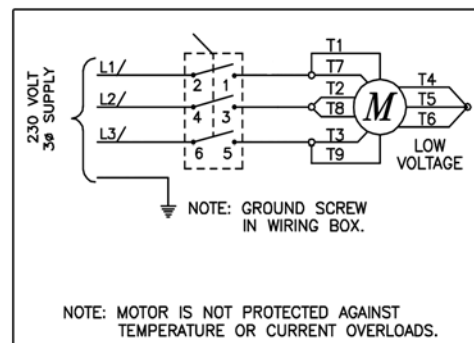 230 VOLT
3ø SUPPLY
L1/
L2/
L3/
2 1
4 3
6 5
T1
T7
T2
T8
T3
T9
M
T4
T5
T6
LOW
VOLTAGE
NOTE: GROUND SCREW
IN WIRING BOX.
NOTE: MOTOR IS NOT PROTECTED AGAINST
TEMPERATURE OR CURRENT OVERLOADS.